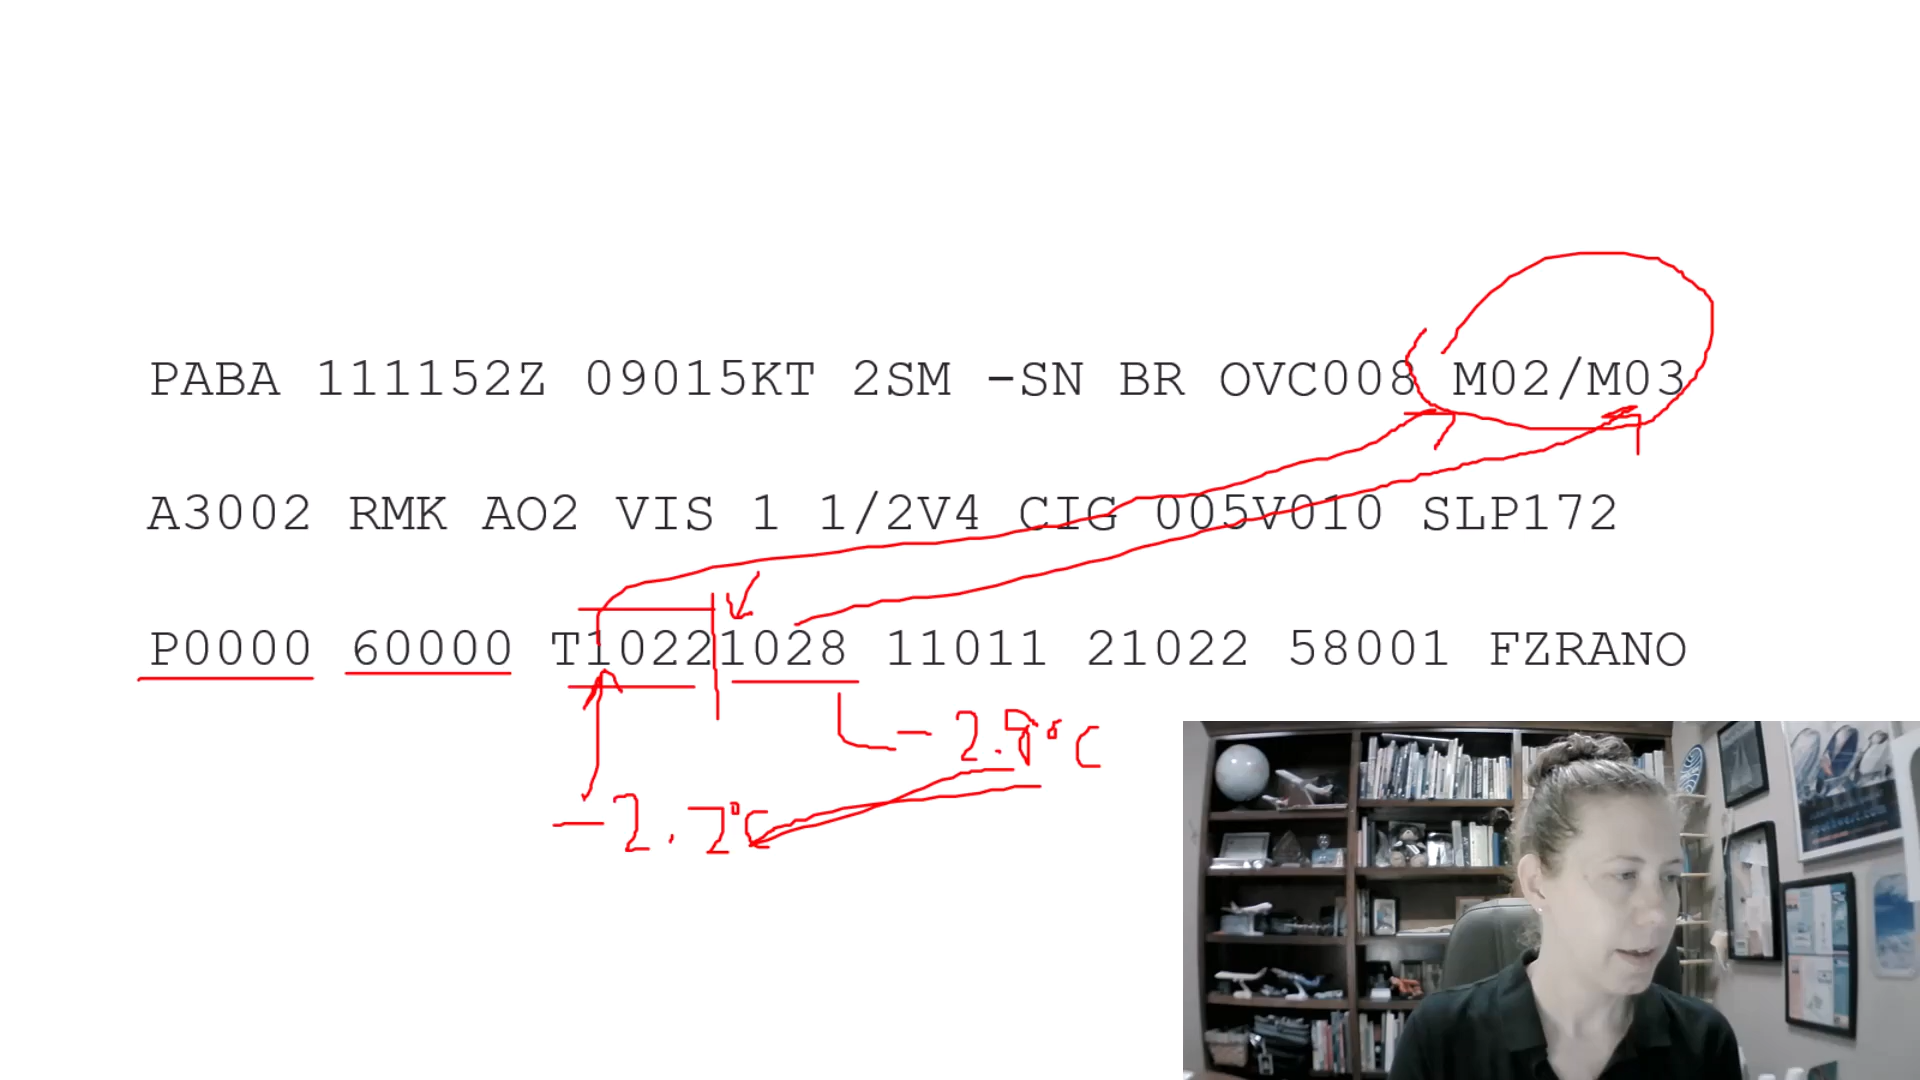 PABA 111152Z 09015KT 2SM -SN BR OVC008 M02/M03
A3002 RMK AO2 VIS 1 1/2V4 CIG 005V010 SLP172
P0000 60000 T10221028 11011 21022 58001 FZRANO
- 2.8°C
-2.2°C